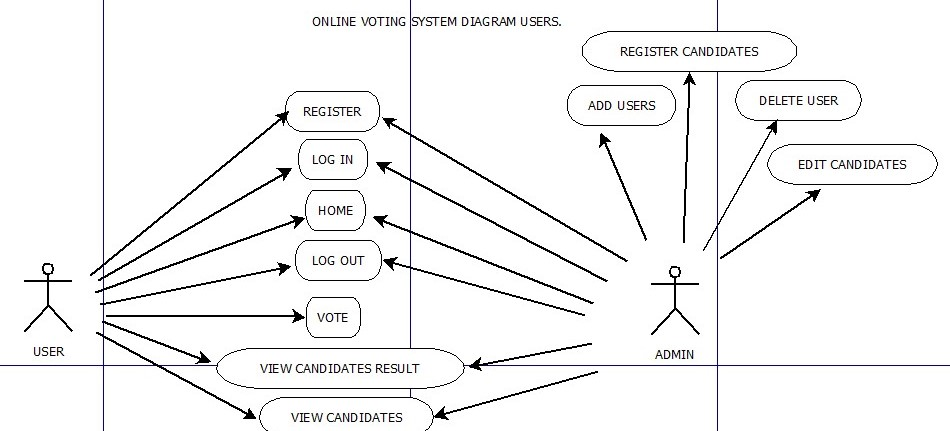 ONLINE VOTING SYSTEM DIAGRAM USERS.
REGISTER CANDIDATES
ADD USERS
DELETE USER
REGISTER
LOG IN
EDIT CANDIDATES
HOME
LOG OUT
VOTE
USER
ADMIN
VIEW CANDIDATES RESULT
VIEW CANDIDATES